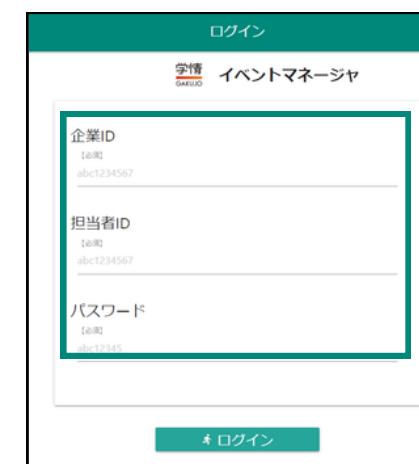 ログイン
学情
GAKUJO
イベントマネージャ
企業ID
【必須】
abc1234567
担当者ID
【必須】
abc1234567
パスワード
【必須】
abc12345
ログイン